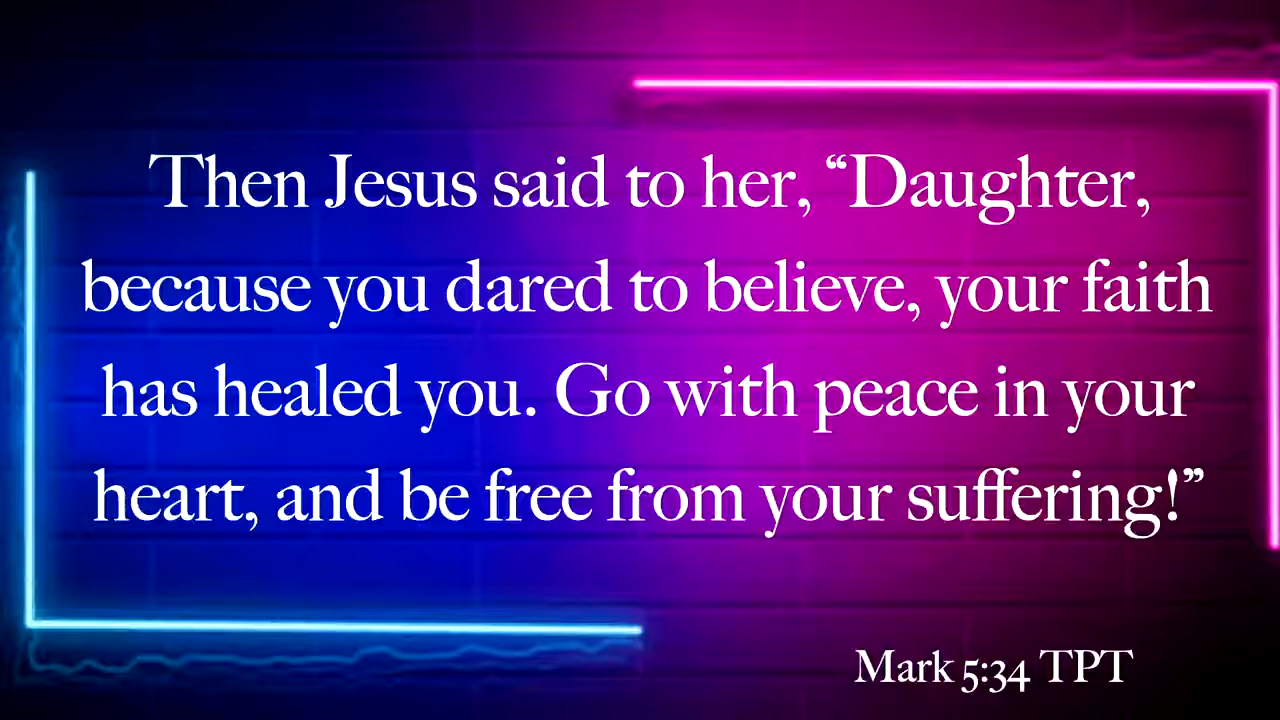 Then Jesus said to her, “Daughter,
because you dared to believe, your faith
has healed you. Go with peace in your
heart, and be free from your suffering!”
Mark 5:34 TPT